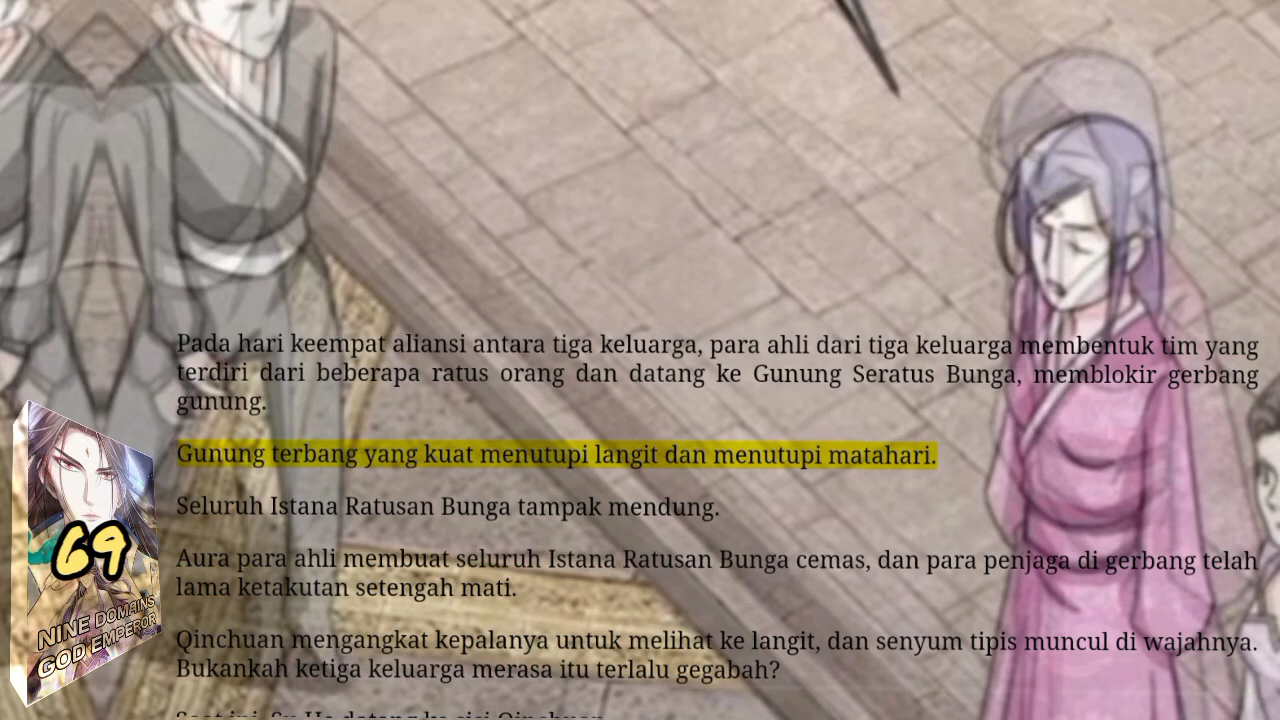 Pada hari keempat aliansi antara tiga keluarga, para ahli dari tiga keluarga membentuk tim yang
terdiri dari beberapa ratus orang dan datang ke Gunung Seratus Bunga, memblokir gerbang
gunung.
Gunung terbang yang kuat menutupi langit dan menutupi matahari.
Seluruh Istana Ratusan Bunga tampak mendung.
Aura para ahli membuat seluruh Istana Ratusan Bunga cemas, dan para penjaga di gerbang telah
lama ketakutan setengah mati.
Qinchuan mengangkat kepalanya untuk melihat ke langit, dan senyum tipis muncul di wajahnya.
Bukankah ketiga keluarga merasa itu terlalu gegabah?
69
NINE DOMAINS
GOD EMPEROR